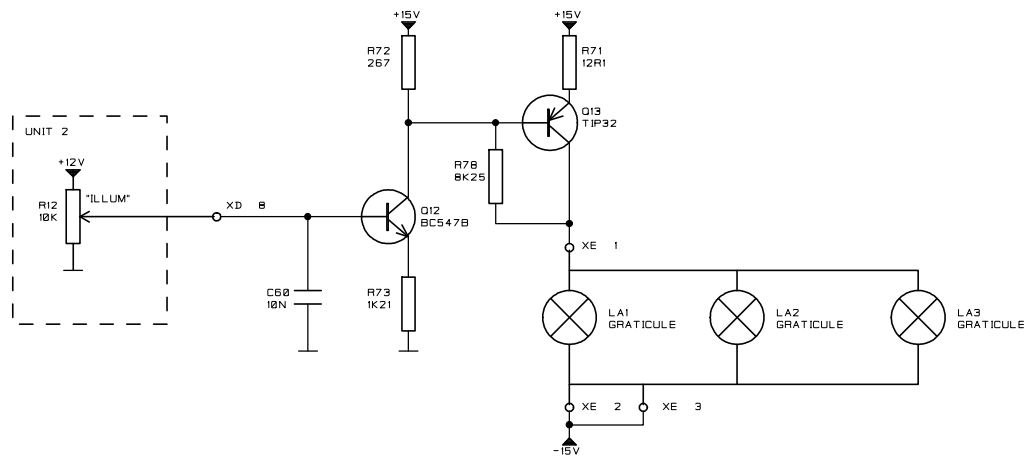 +15V
+15V
R72
267
R71
12R1
UNIT 2
Q13
TIP32
+12V
R78
8K25
"ILLUM"
R12
10K
XD 8
Q12
BC547B
XE 1
C60
10N
R73
1K21
LA1
GRATICULE
LA2
GRATICULE
LA3
GRATICULE
XE 2
XE 3
-15V